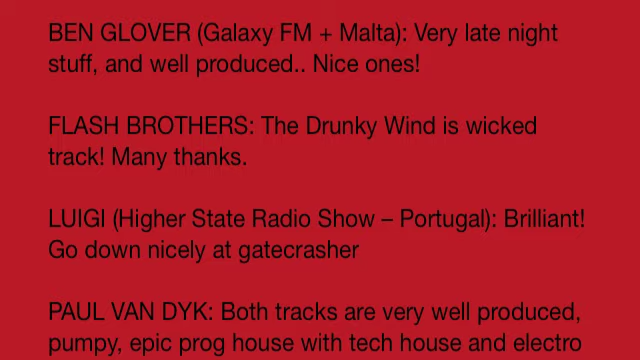 BEN GLOVER (Galaxy FM + Malta): Very late night
stuff, and well produced.. Nice ones!
FLASH BROTHERS: The Drunky Wind is wicked
track! Many thanks.
LUIGI (Higher State Radio Show – Portugal): Brilliant!
Go down nicely at gatecrasher
PAUL VAN DYK: Both tracks are very well produced,
pumpy, epic prog house with tech house and electro